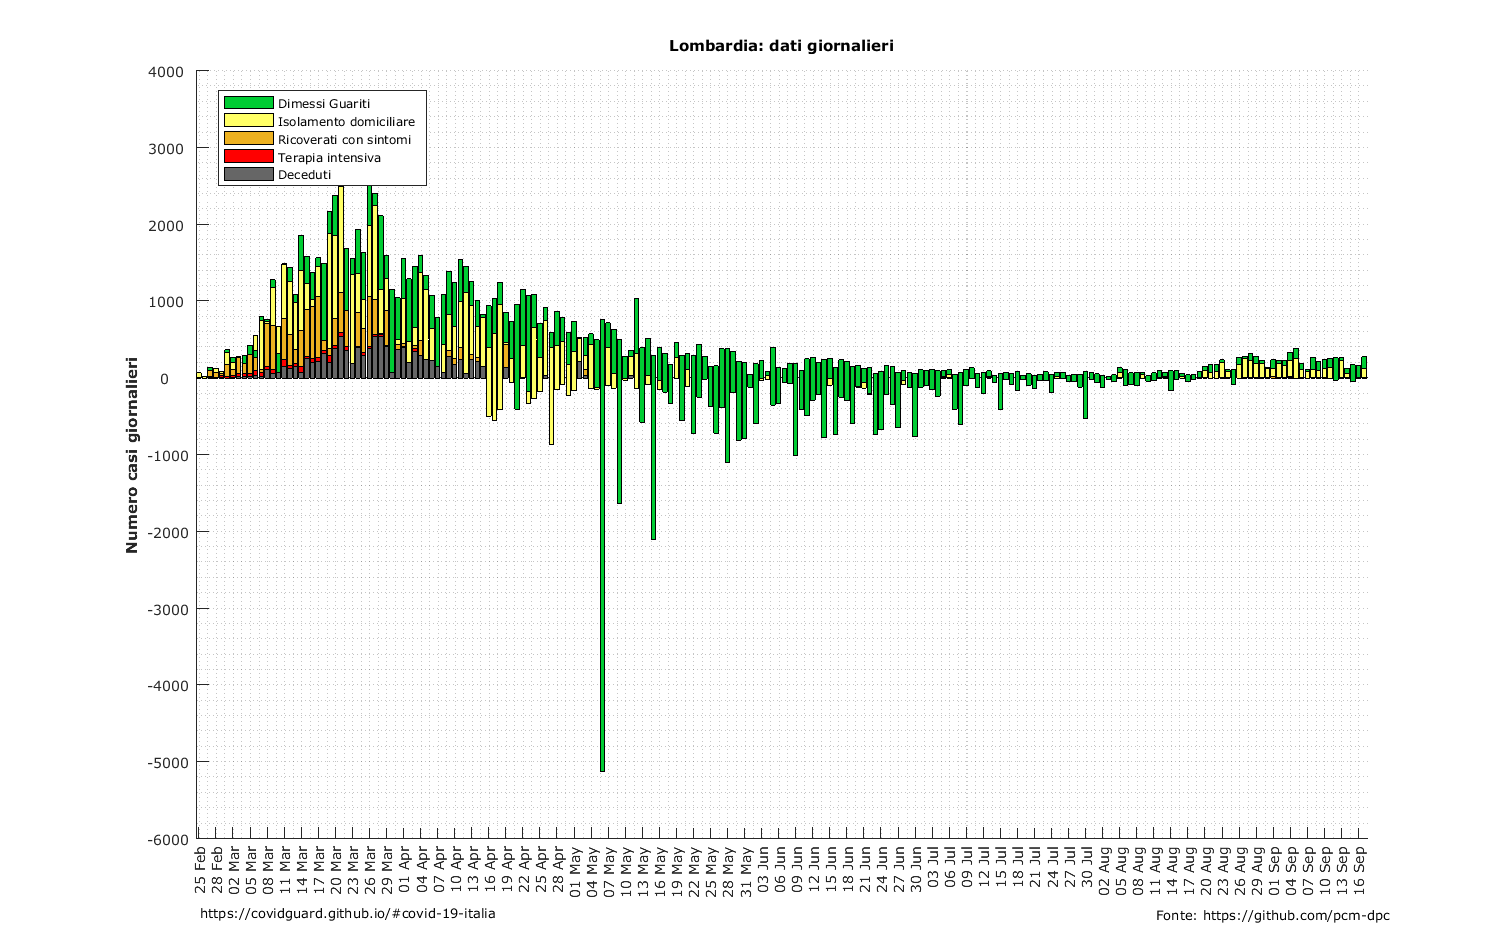 Lombardia: dati giornalieri
4000
3000
2000
1000
0
-1000
-2000
-3000
-4000
-5000
-6000
Numero casi giornalieri
Dimessi Guariti
Isolamento domiciliare
Ricoverati con sintomi
Terapia intensiva
Deceduti
25 Feb
28 Feb
02 Mar
05 Mar
08 Mar
11 Mar
14 Mar
17 Mar
20 Mar
23 Mar
26 Mar
29 Mar
01 Apr
04 Apr
07 Apr
10 Apr
13 Apr
16 Apr
19 Apr
22 Apr
25 Apr
28 Apr
01 May
04 May
07 May
10 May
13 May
16 May
19 May
22 May
25 May
28 May
31 May
03 Jun
06 Jun
09 Jun
12 Jun
15 Jun
18 Jun
21 Jun
24 Jun
27 Jun
30 Jun
03 Jul
06 Jul
09 Jul
12 Jul
15 Jul
18 Jul
21 Jul
24 Jul
27 Jul
30 Jul
02 Aug
05 Aug
08 Aug
11 Aug
14 Aug
17 Aug
20 Aug
23 Aug
26 Aug
29 Aug
01 Sep
04 Sep
07 Sep
10 Sep
13 Sep
16 Sep
https://covidguard.github.io/#covid-19-italia
Fonte: https://github.com/pcm-dpc